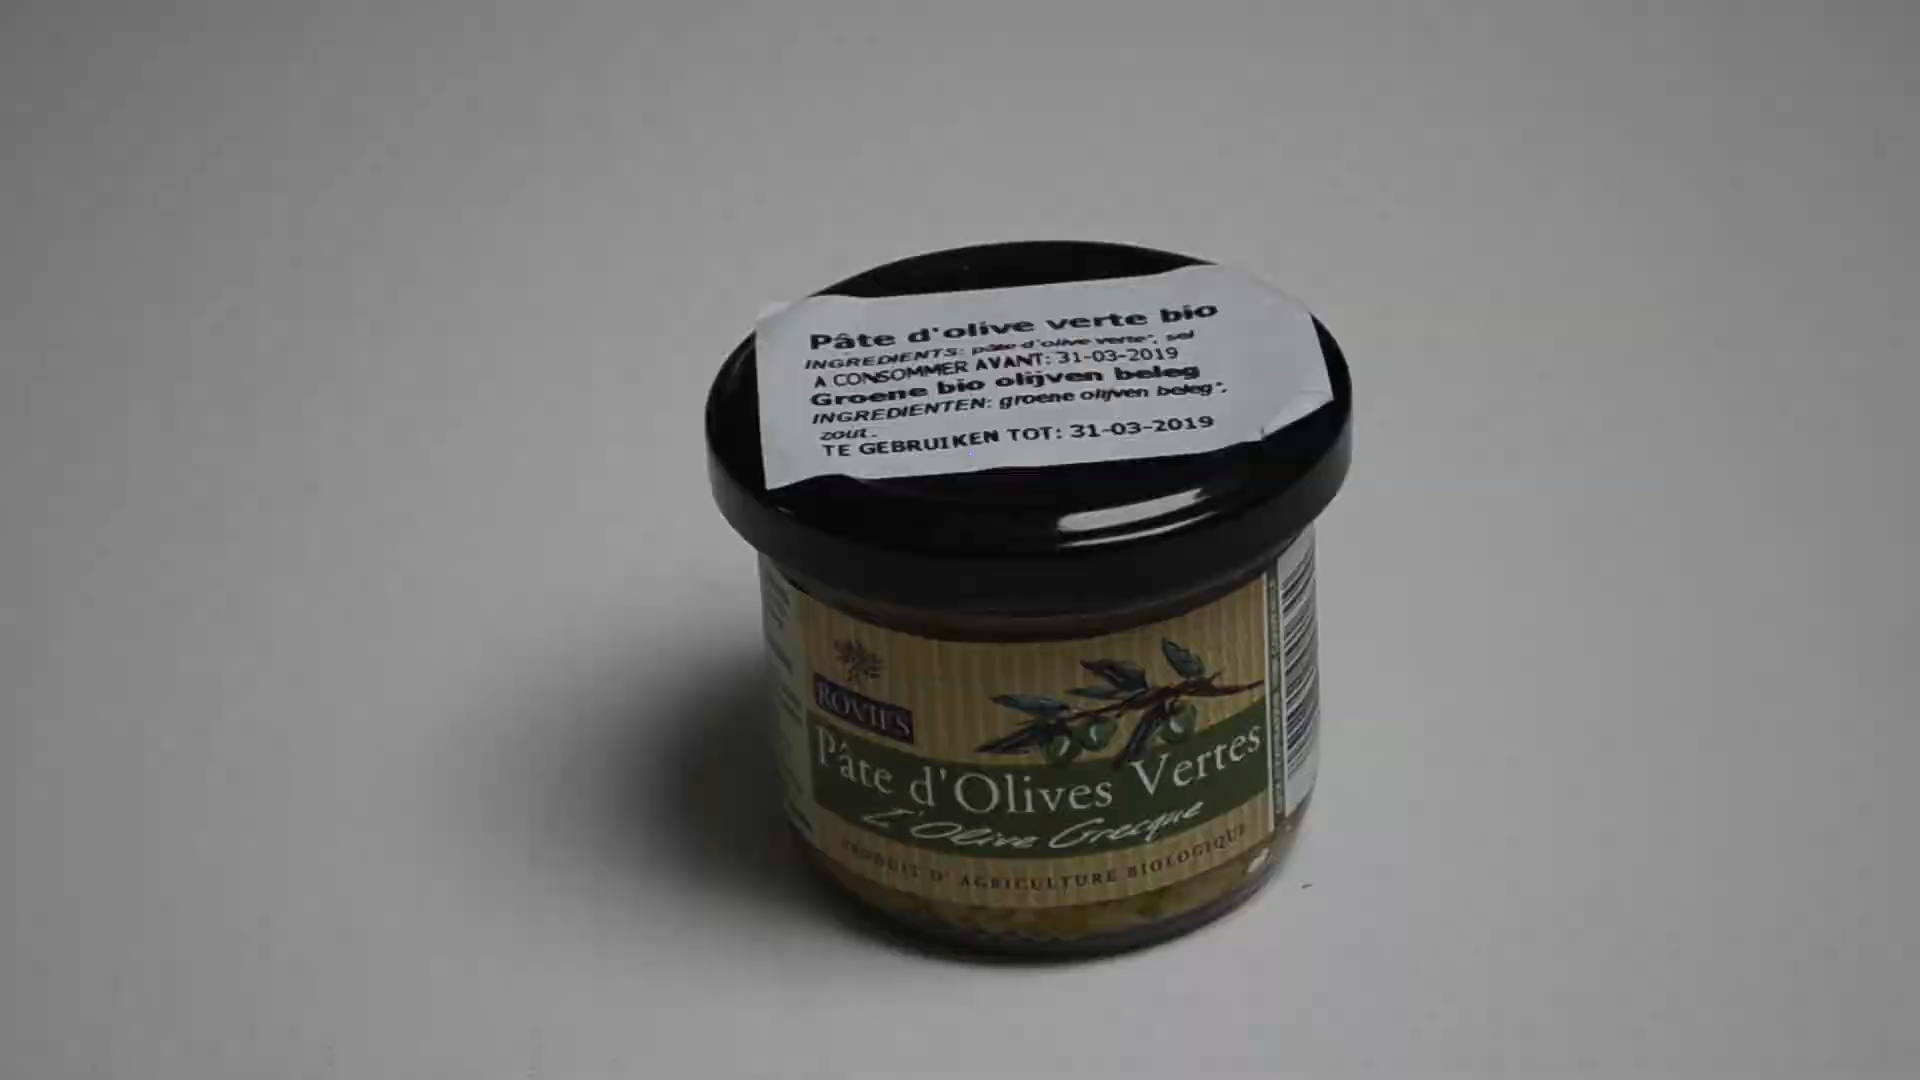 Pâte d'olive verte bio
INGREDIENTS: pâte d'olive verte*, sel
A CONSOMMER AVANT: 31-03-2019
Groene bio olijven beleg
INGREDIENTEN: groene olijven beleg*,
zout.
TE GEBRUIKEN TOT: 31-03-2019
ROVIES
Pâte d'Olives Vertes
L'Olive Grecque
PRODUIT D'AGRICULTURE BIOLOGIQUE